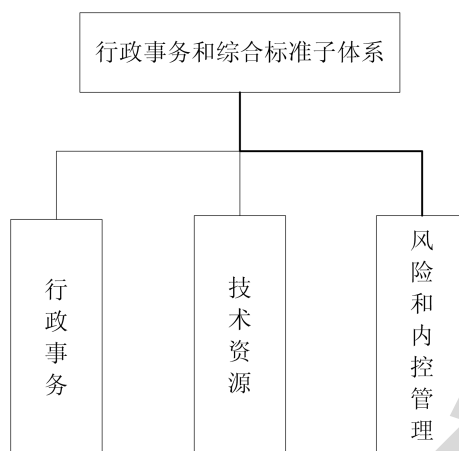 行政事务和综合标准子体系
行政事务
技术资源
风险和内控管理